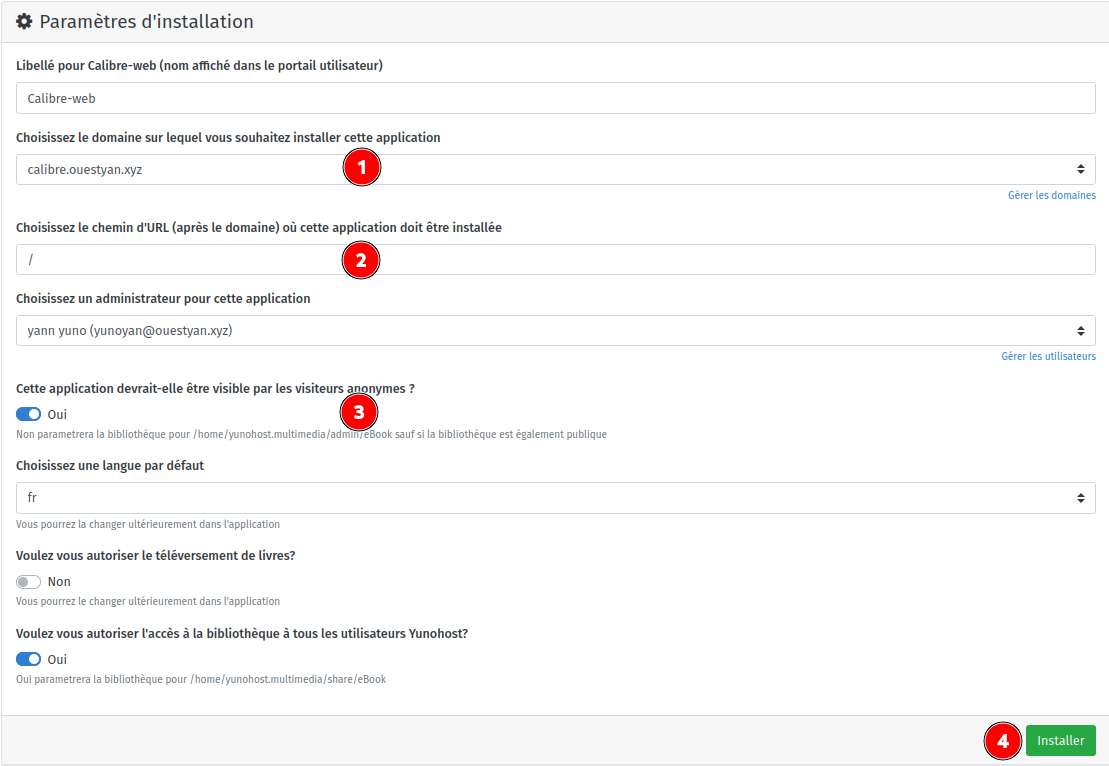 Paramètres d'installation
Libellé pour Calibre-web (nom affiché dans le portail utilisateur)
Calibre-web
Choisissez le domaine sur lequel vous souhaitez installer cette application
calibre.ouestyan.xyz
1
Gérer les domaines
Choisissez le chemin d'URL (après le domaine) où cette application doit être installée
/
2
Choisissez un administrateur pour cette application
yann yuno (yunoyan@ouestyan.xyz)
Gérer les utilisateurs
Cette application devrait-elle être visible par les visiteurs anonymes ?
Oui
3
Non parametrera la bibliothèque pour /home/yunohost.multimedia/admin/eBook sauf si la bibliothèque est également publique
Choisissez une langue par défaut
fr
Vous pourrez la changer ultérieurement dans l'application
Voulez vous autoriser le téléversement de livres?
Non
Vous pourrez le changer ultérieurement dans l'application
Voulez vous autoriser l'accès à la bibliothèque à tous les utilisateurs Yunohost?
Oui
Oui parametrera la bibliothèque pour /home/yunohost.multimedia/share/eBook
4 Installer